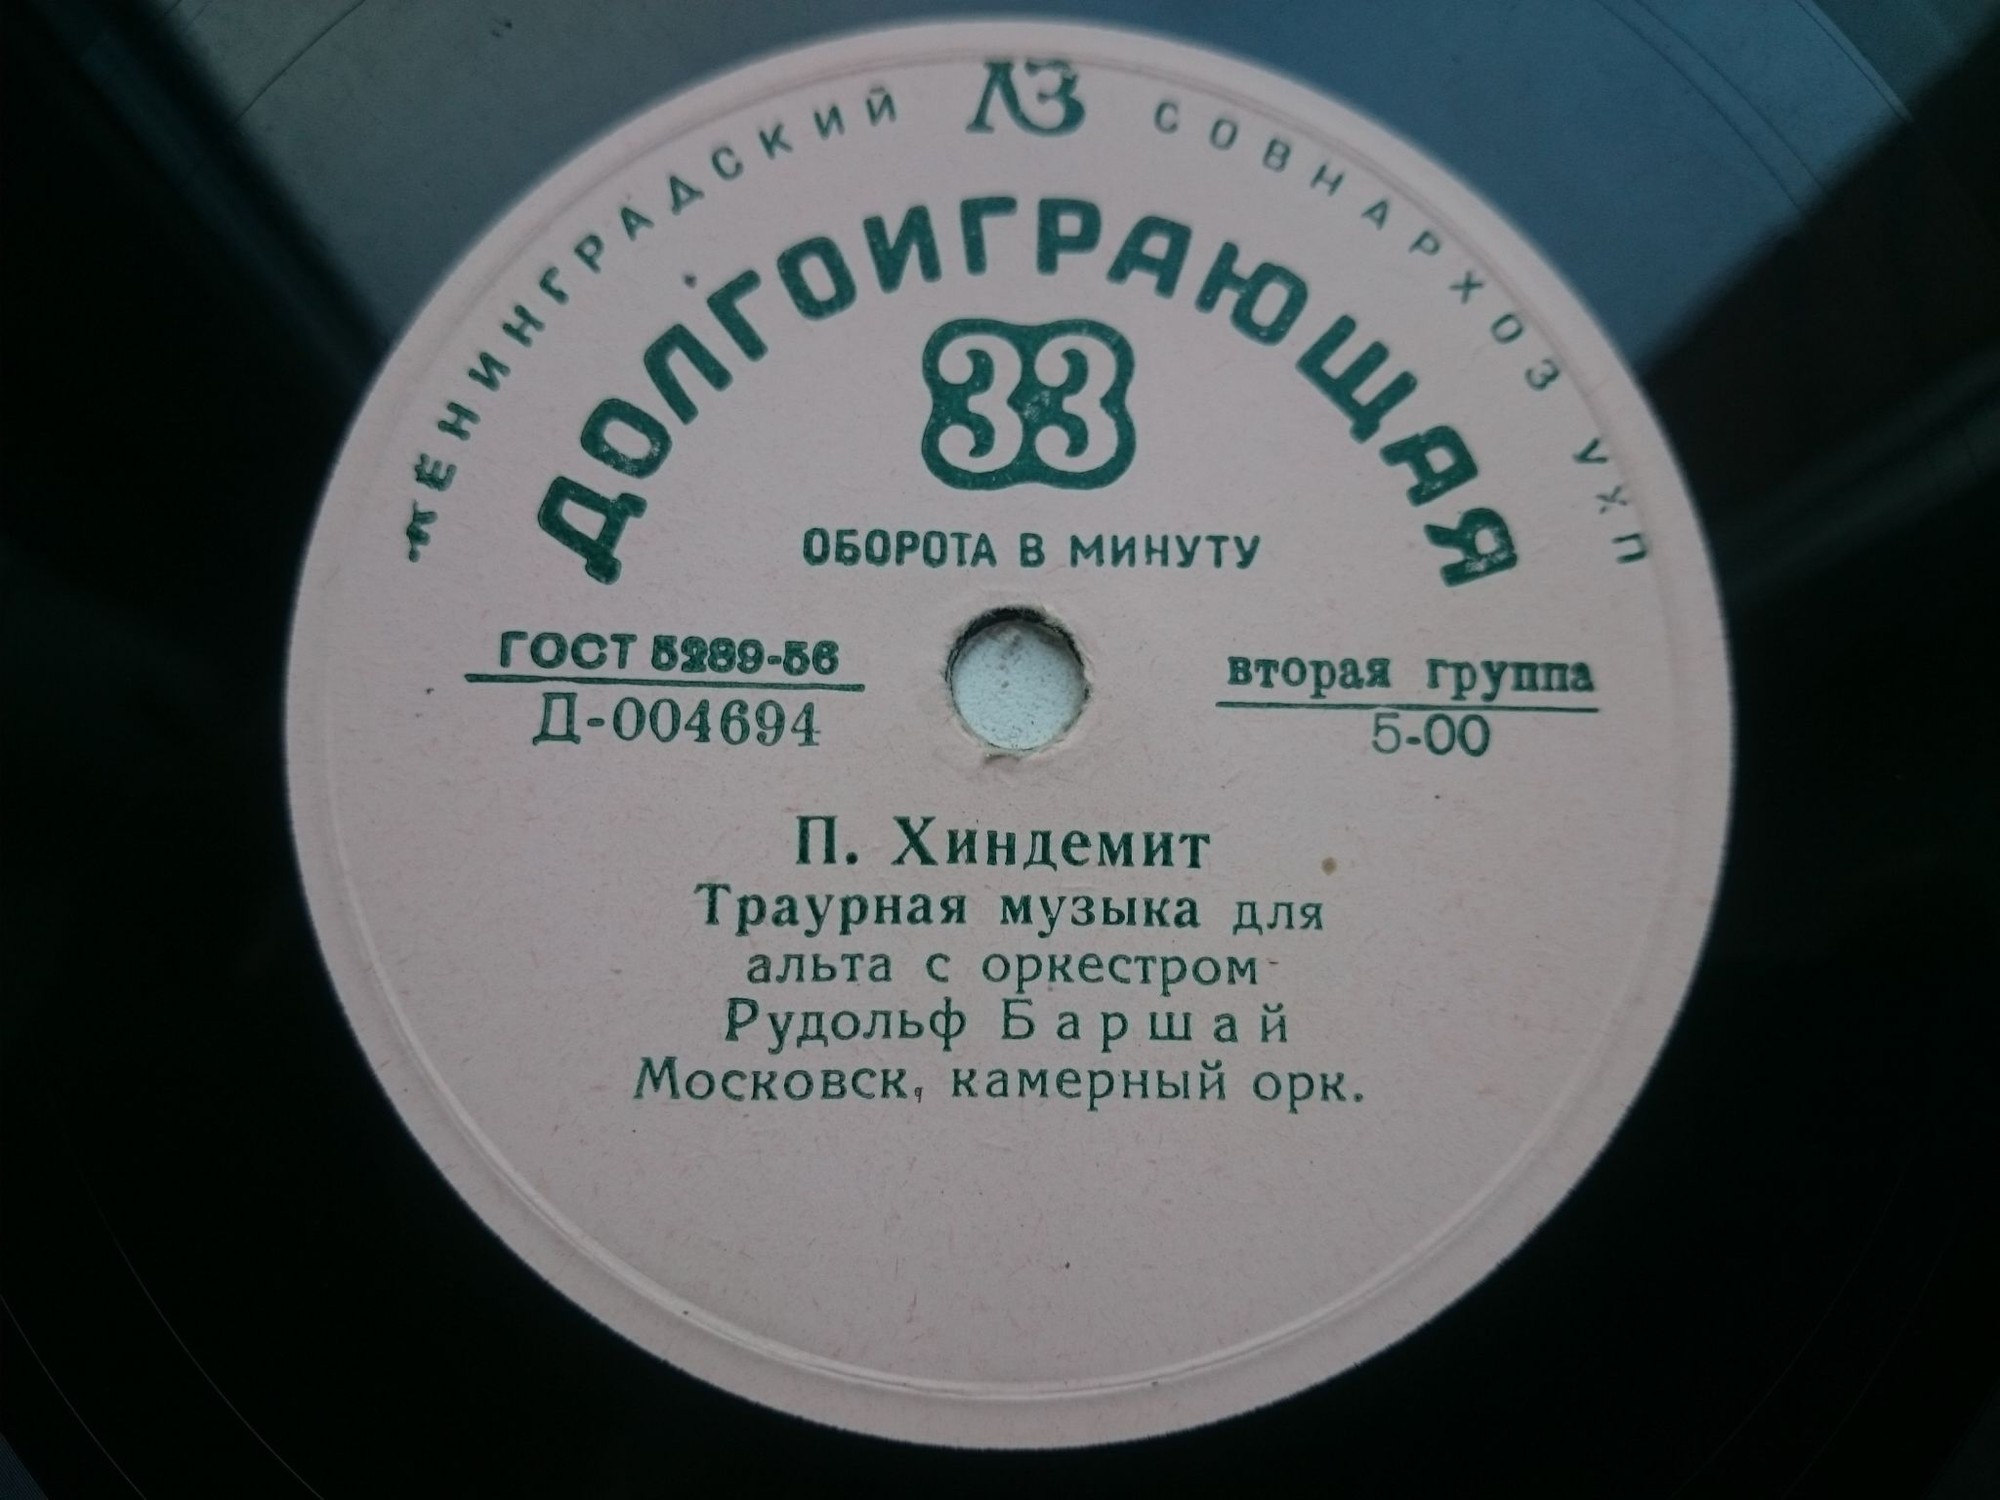 ЛЕНИНГРАДСКИЙ ЛЗ СОВНАРХОЗ УХП
ДОЛГОИГРАЮЩАЯ
33
ОБОРОТА В МИНУТУ
ГОСТ 5289-56
Д-004694
вторая группа
5-00
П. Хиндемит
Траурная музыка для
альта с оркестром
Рудольф Баршай
Московск, камерный орк.